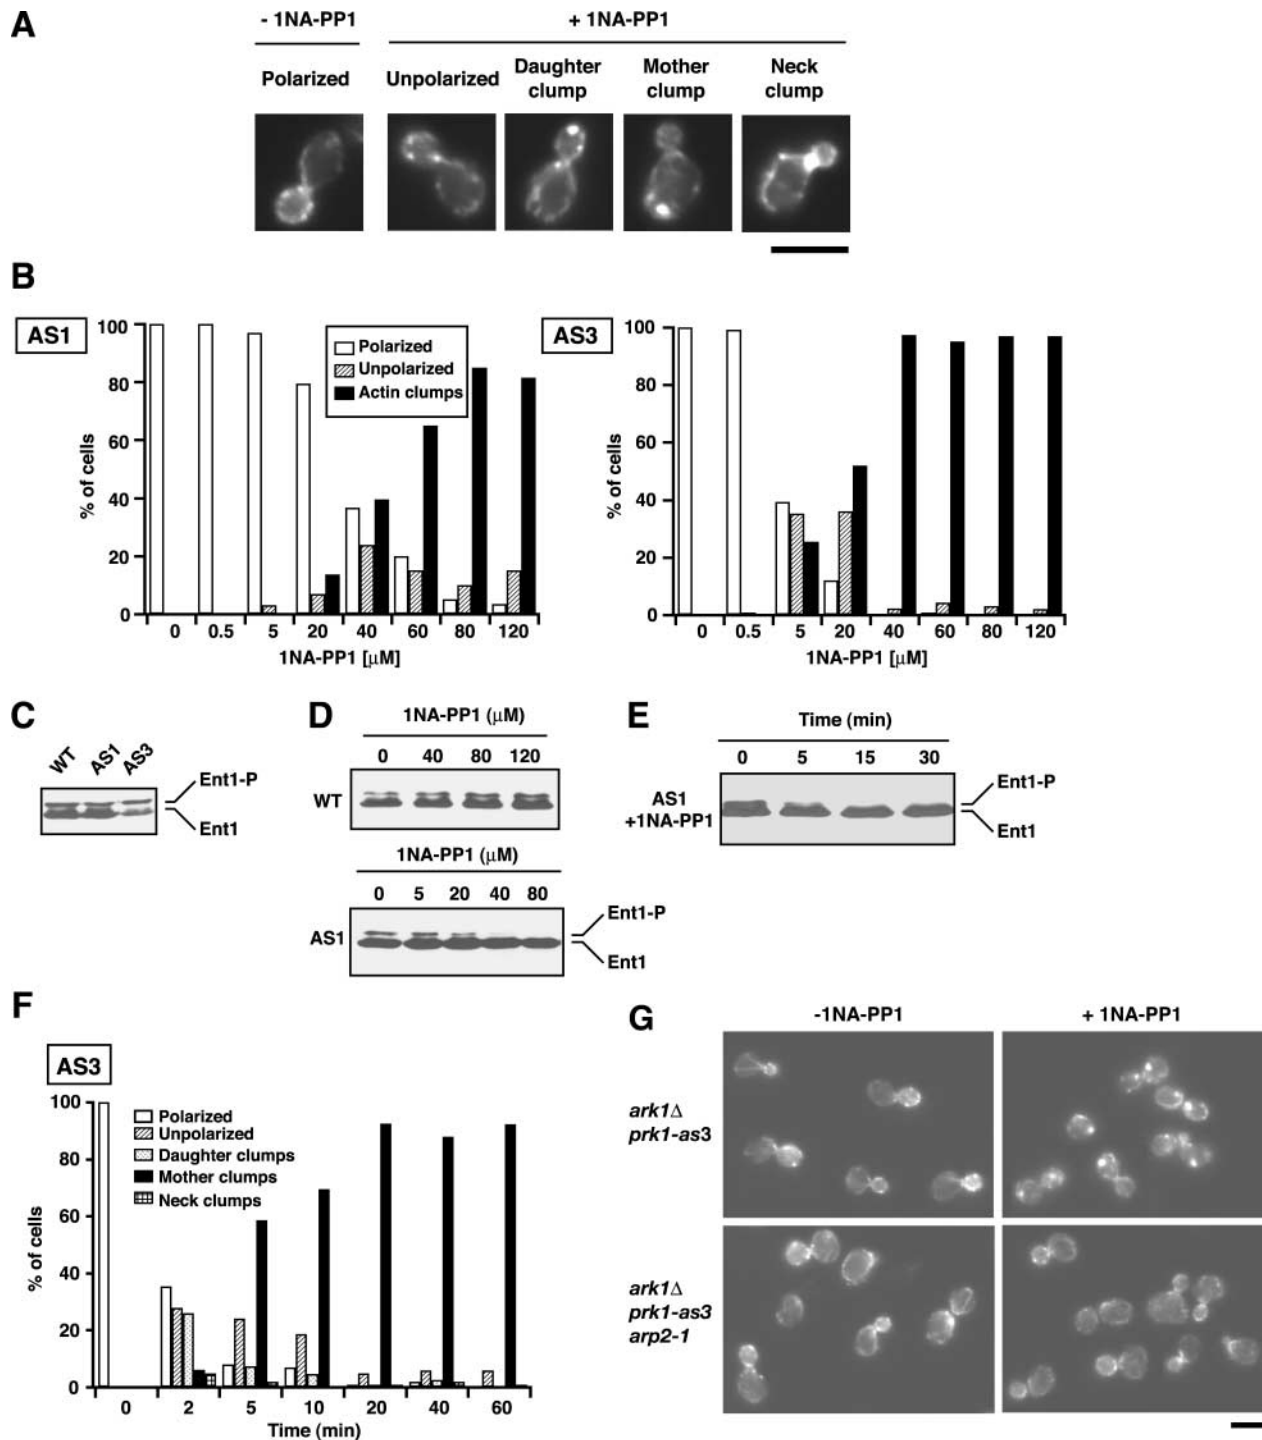 A
- 1NA-PP1
+ 1NA-PP1
Polarized
Unpolarized
Daughter
clump
Mother
clump
Neck
clump
B
AS1
100
80
60
40
20
0
% of cells
Polarized
Unpolarized
Actin clumps
0 0.5 5 20 40 60 80 120
1NA-PP1 [µM]
AS3
100
80
60
40
20
0
% of cells
0 0.5 5 20 40 60 80 120
1NA-PP1 [µM]
C
WT AS1 AS3
Ent1-P
Ent1
D
1NA-PP1 (µM)
0 40 80 120
WT
1NA-PP1 (µM)
0 5 20 40 80
AS1
Ent1-P
Ent1
E
Time (min)
0 5 15 30
AS1
+1NA-PP1
Ent1-P
Ent1
F
AS3
100
80
60
40
20
0
% of cells
Polarized
Unpolarized
Daughter clumps
Mother clumps
Neck clumps
0 2 5 10 20 40 60
Time (min)
G
-1NA-PP1
+ 1NA-PP1
ark1Δ
prk1-as3
ark1Δ
prk1-as3
arp2-1